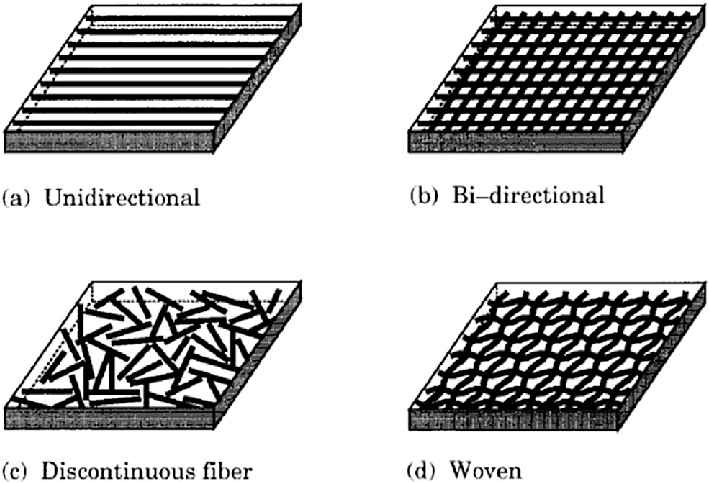 (a) Unidirectional
(b) Bi–directional
(c) Discontinuous fiber
(d) Woven